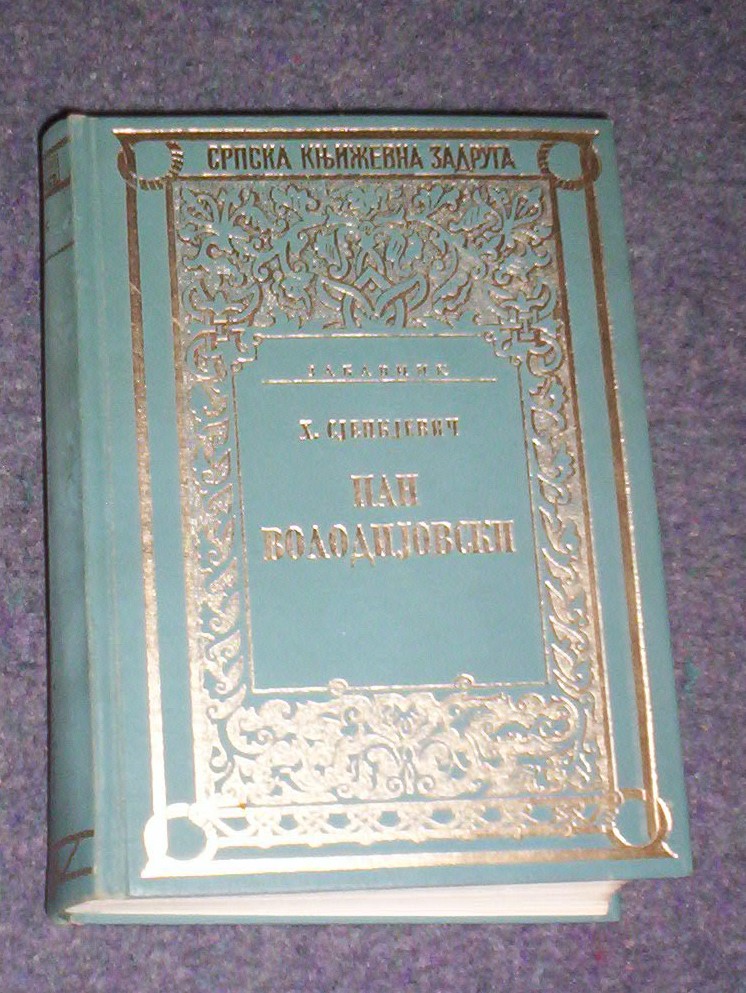 СРПСКА КЊИЖЕВНА ЗАДРУГА
ЗАБАВНИК
Х. СЈЕНКЈЕВИЧ
ПАН
ВОЛОДИЈОВСКИ